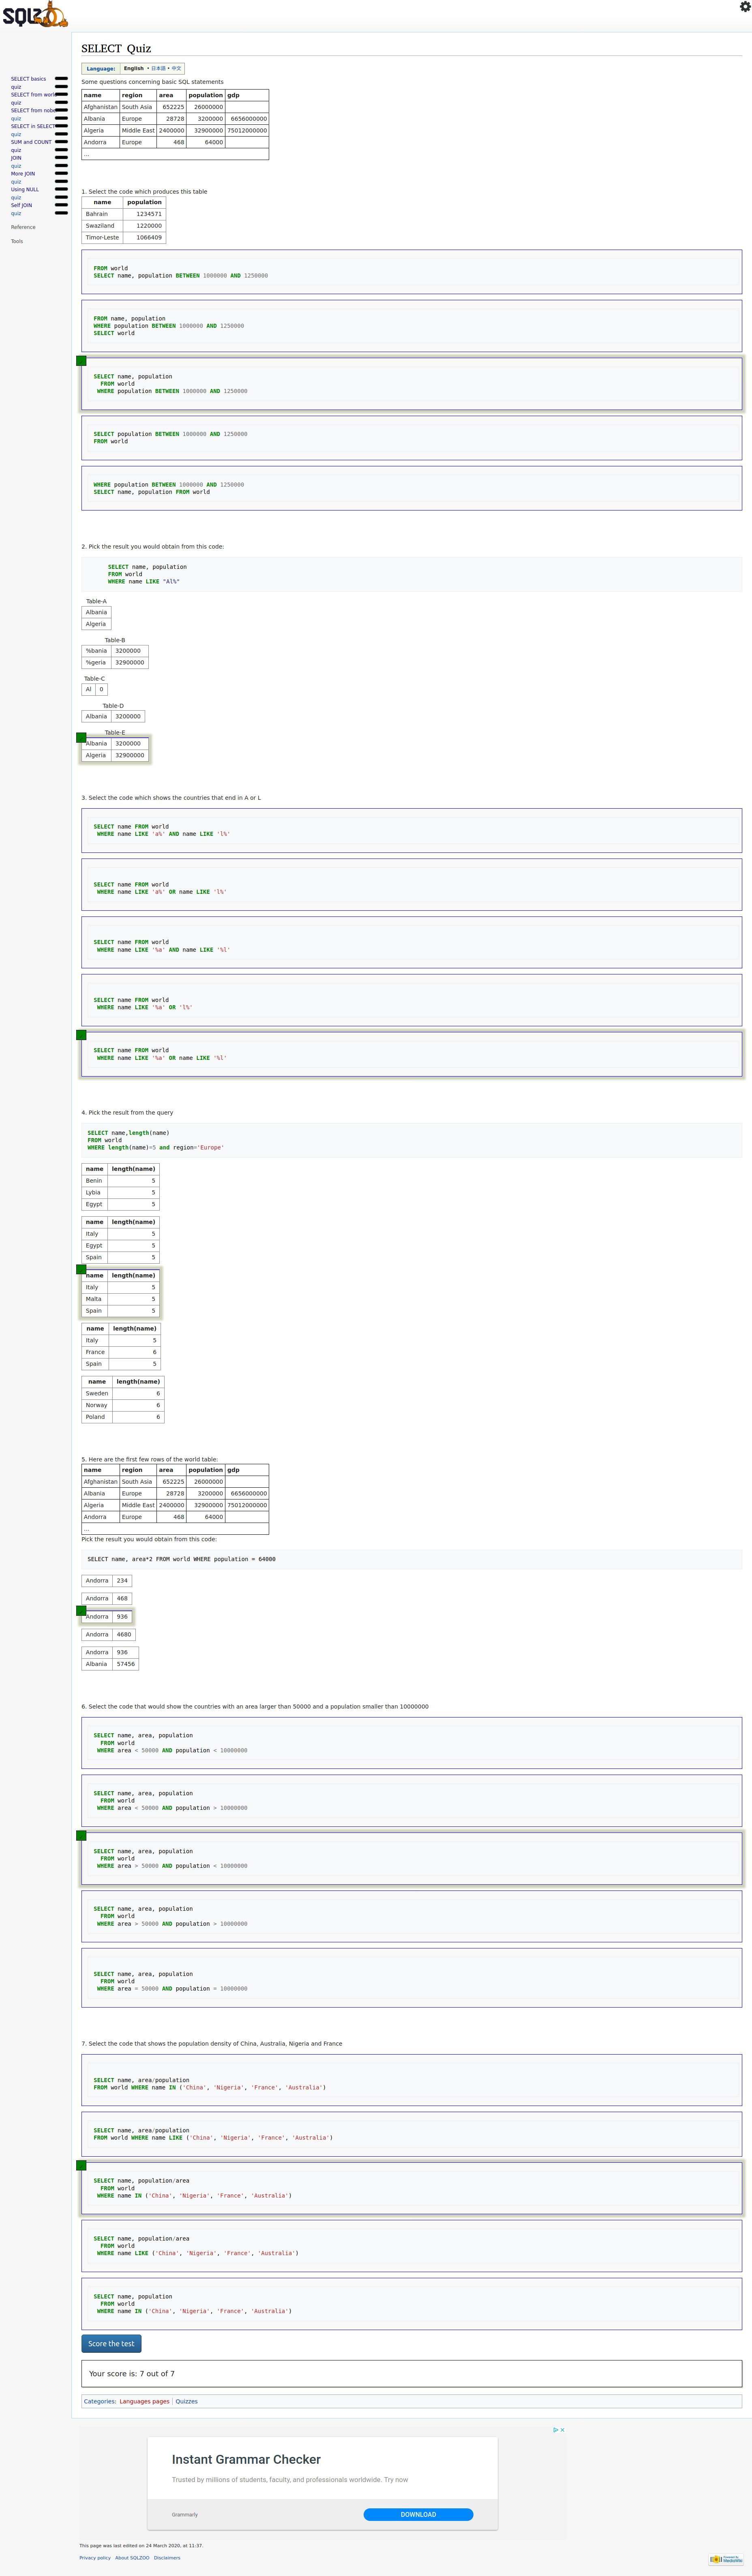 SQLZOO
SELECT basics
quiz
SELECT from world
quiz
SELECT from nobel
quiz
SELECT in SELECT
quiz
SUM and COUNT
quiz
JOIN
quiz
More JOIN
quiz
Using NULL
quiz
Self JOIN
quiz
Reference
Tools
SELECT Quiz
Language: English • 日本語 • 中文
Some questions concerning basic SQL statements
name region area population gdp
Afghanistan South Asia 652225 26000000
Albania Europe 28728 3200000 6656000000
Algeria Middle East 2400000 32900000 75012000000
Andorra Europe 468 64000
...
1. Select the code which produces this table
name population
Bahrain 1234571
Swaziland 1220000
Timor-Leste 1066409
FROM world
SELECT name, population BETWEEN 1000000 AND 1250000
FROM name, population
WHERE population BETWEEN 1000000 AND 1250000
SELECT world
SELECT name, population
FROM world
WHERE population BETWEEN 1000000 AND 1250000
SELECT population BETWEEN 1000000 AND 1250000
FROM world
WHERE population BETWEEN 1000000 AND 1250000
SELECT name, population FROM world
2. Pick the result you would obtain from this code:
SELECT name, population
FROM world
WHERE name LIKE "Al%"
Table-A
Albania
Algeria
Table-B
%bania 3200000
%geria 32900000
Table-C
Al 0
Table-D
Albania 3200000
Table-E
Albania 3200000
Algeria 32900000
3. Select the code which shows the countries that end in A or L
SELECT name FROM world
WHERE name LIKE 'a%' AND name LIKE 'l%'
SELECT name FROM world
WHERE name LIKE 'a%' OR name LIKE 'l%'
SELECT name FROM world
WHERE name LIKE '%a' AND name LIKE '%l'
SELECT name FROM world
WHERE name LIKE '%a' OR 'l%'
SELECT name FROM world
WHERE name LIKE '%a' OR name LIKE '%l'
4. Pick the result from the query
SELECT name,length(name)
FROM world
WHERE length(name)=5 and region='Europe'
name length(name)
Benin 5
Lybia 5
Egypt 5
name length(name)
Italy 5
Egypt 5
Spain 5
name length(name)
Italy 5
Malta 5
Spain 5
name length(name)
Italy 5
France 6
Spain 5
name length(name)
Sweden 6
Norway 6
Poland 6
5. Here are the first few rows of the world table:
name region area population gdp
Afghanistan South Asia 652225 26000000
Albania Europe 28728 3200000 6656000000
Algeria Middle East 2400000 32900000 75012000000
Andorra Europe 468 64000
...
Pick the result you would obtain from this code:
SELECT name, area*2 FROM world WHERE population = 64000
Andorra 234
Andorra 468
Andorra 936
Andorra 4680
Andorra 936
Albania 57456
6. Select the code that would show the countries with an area larger than 50000 and a population smaller than 10000000
SELECT name, area, population
FROM world
WHERE area < 50000 AND population < 10000000
SELECT name, area, population
FROM world
WHERE area < 50000 AND population > 10000000
SELECT name, area, population
FROM world
WHERE area > 50000 AND population < 10000000
SELECT name, area, population
FROM world
WHERE area > 50000 AND population > 10000000
SELECT name, area, population
FROM world
WHERE area = 50000 AND population = 10000000
7. Select the code that shows the population density of China, Australia, Nigeria and France
SELECT name, area/population
FROM world WHERE name IN ('China', 'Nigeria', 'France', 'Australia')
SELECT name, area/population
FROM world WHERE name LIKE ('China', 'Nigeria', 'France', 'Australia')
SELECT name, population/area
FROM world
WHERE name IN ('China', 'Nigeria', 'France', 'Australia')
SELECT name, population/area
FROM world
WHERE name LIKE ('China', 'Nigeria', 'France', 'Australia')
SELECT name, population
FROM world
WHERE name IN ('China', 'Nigeria', 'France', 'Australia')
Score the test
Your score is: 7 out of 7
Categories: Languages pages | Quizzes
Instant Grammar Checker
Trusted by millions of students, faculty, and professionals worldwide. Try now
Grammarly
DOWNLOAD
This page was last edited on 24 March 2020, at 11:37.
Privacy policy About SQLZOO Disclaimers
MediaWiki